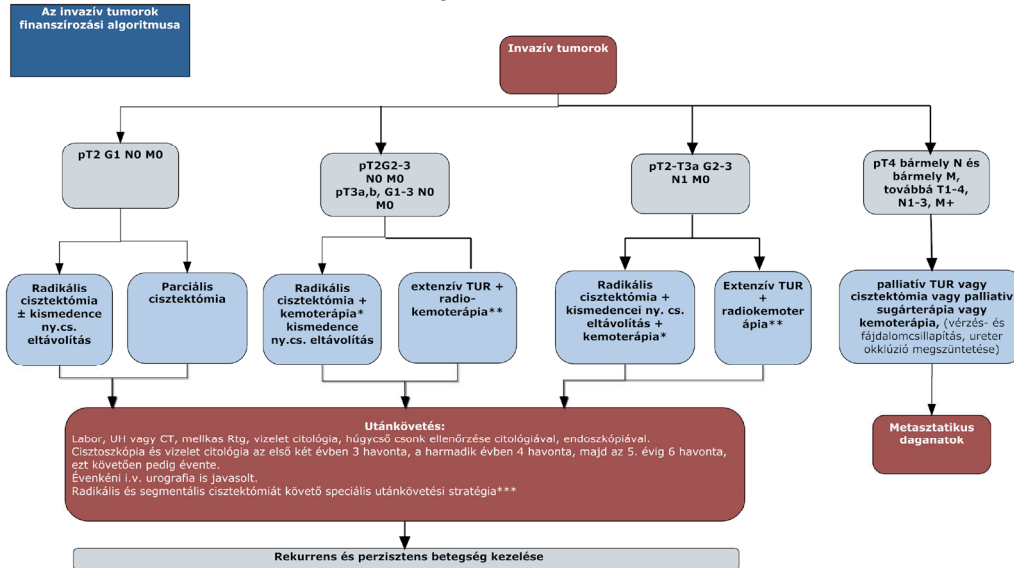 Az invazív tumorok
finanszírozási algoritmusa
Invazív tumorok
pT2 G1 N0 M0
pT2G2-3
N0 M0
pT3a,b, G1-3 N0
M0
pT2-T3a G2-3
N1 M0
pT4 bármely N és
bármely M,
továbbá T1-4,
N1-3, M+
Radikális
cisztektómia
± kismedence
ny.cs.
eltávolítás
Parciális
cisztektómia
Radikális
cisztektómia +
kemoterápia*
kismedence
ny.cs. eltávolítás
extenzív TUR +
radio-
kemoterápia**
Radikális
cisztektómia +
kismedencei ny. cs.
eltávolítás +
kemoterápia*
Extenzív TUR
+
radiokemoter
ápia**
palliatív TUR vagy
cisztektómia vagy palliatív
sugárterápia vagy
kemoterápia, (vérzés- és
fájdalomcsillapítás, ureter
okklúzió megszüntetése)
Utánkövetés:
Labor, UH vagy CT, mellkas Rtg, vizelet citológia, húgycső csonk ellenőrzése citológiával, endoszkópiával.
Cisztoszkópia és vizelet citológia az első két évben 3 havonta, a harmadik évben 4 havonta, majd az 5. évig 6 havonta,
ezt követően pedig évente.
Évenkéni i.v. urografia is javasolt.
Radikális és segmentális cisztektómiát követő speciális utánkövetési stratégia***
Metasztatikus
daganatok
Rekurrens és perzisztens betegség kezelése